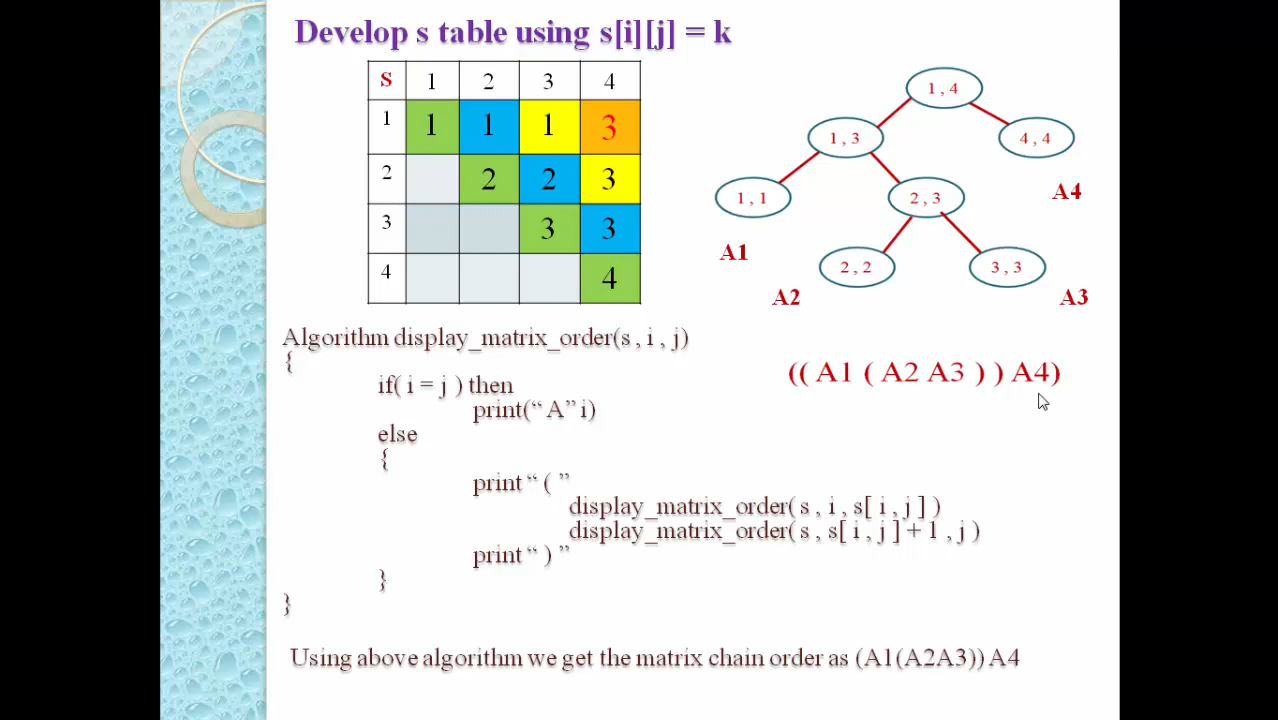 Develop s table using s[i][j] = k
S 1 2 3 4
1 1 1 1 3
2 2 2 3
3 3 3
4 4
1 , 4
1 , 3
4 , 4
1 , 1
2 , 3
A4
A1
2 , 2
3 , 3
A2
A3
Algorithm display_matrix_order(s , i , j)
{
if( i = j ) then
print(“ A” i)
else
{
print “ ( ”
display_matrix_order( s , i , s[ i , j ] )
display_matrix_order( s , s[ i , j ] + 1 , j )
print “ ) ”
}
}
(( A1 ( A2 A3 ) ) A4)
Using above algorithm we get the matrix chain order as (A1(A2A3)) A4